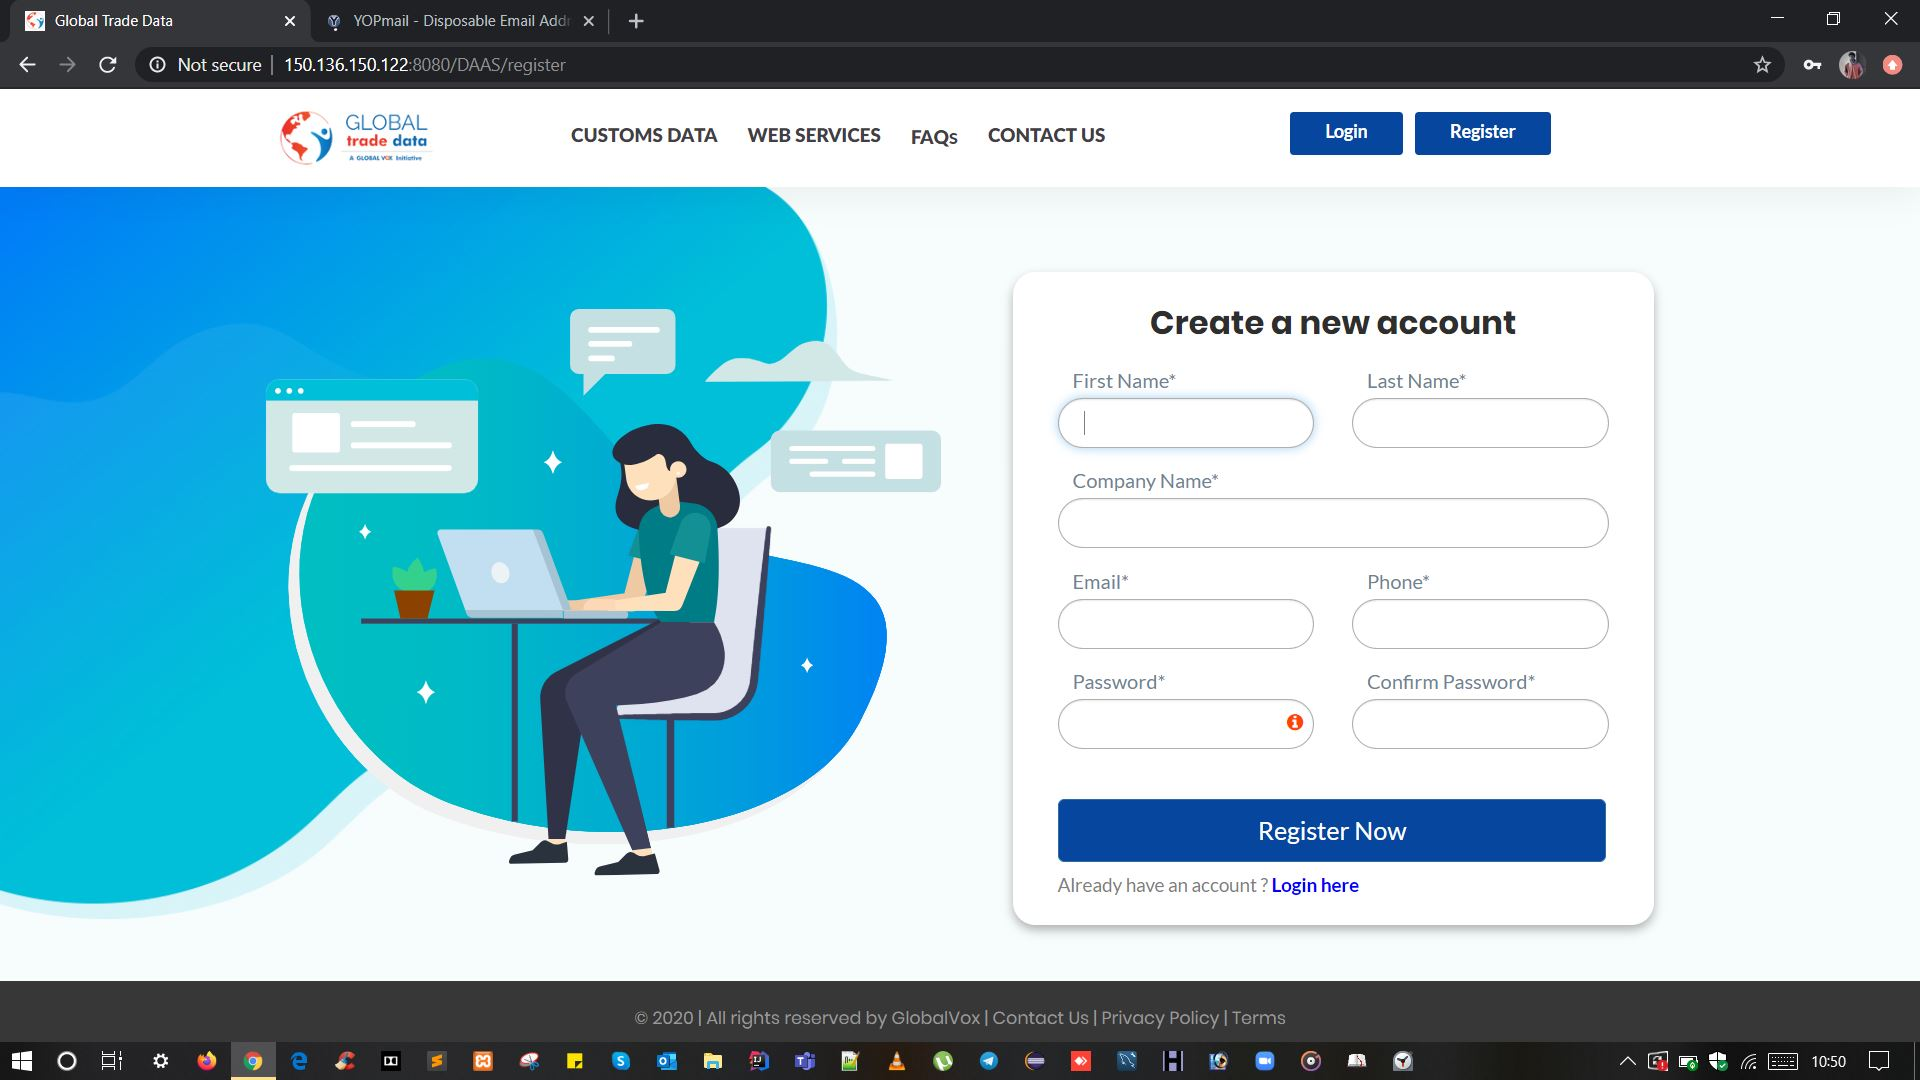 Global Trade Data
YOPmail - Disposable Email Addr
Not secure | 150.136.150.122:8080/DAAS/register
GLOBAL
trade data
A GLOBAL VOX Initiative
CUSTOMS DATA WEB SERVICES FAQs CONTACT US
Login Register
Create a new account
First Name* Last Name*
Company Name*
Email* Phone*
Password* Confirm Password*
Register Now
Already have an account ? Login here
© 2020 | All rights reserved by GlobalVox | Contact Us | Privacy Policy | Terms
10:50